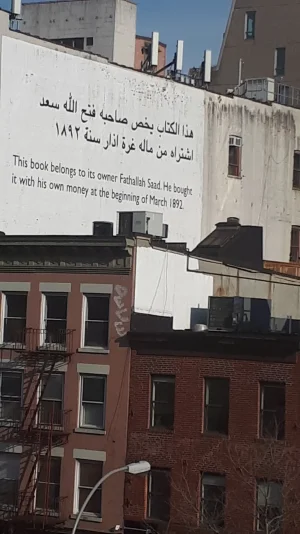 هذا الكتاب يخص صاحبه فتح الله سعد
اشتراه من ماله غرة اذار سنة ١٨٩٢
This book belongs to its owner Fathallah Saad. He bought
it with his own money at the beginning of March 1892.